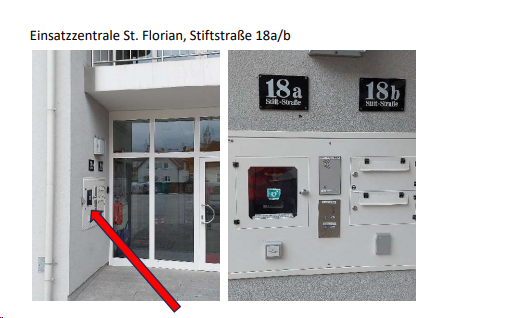 Einsatzzentrale St. Florian, Stiftstraße 18a/b
18a
Stift-Straße
18b
Stift-Straße